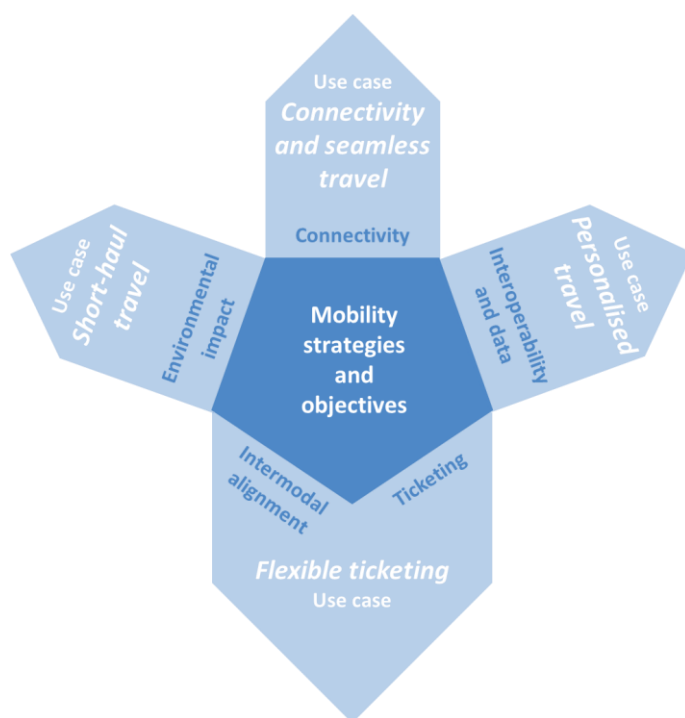 Use case
Connectivity
and seamless
travel
Connectivity
Use case
Short-haul
travel
Environmental
impact
Mobility
strategies
and
objectives
Interoperability
and data
Personalised
travel
Use case
Intermodal
alignment
Ticketing
Flexible ticketing
Use case